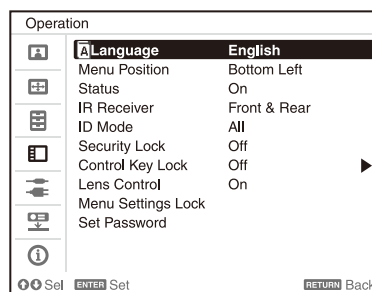 Operation
Language English
Menu Position Bottom Left
Status On
IR Receiver Front & Rear
ID Mode All
Security Lock Off
Control Key Lock Off
Lens Control On
Menu Settings Lock
Set Password
Sel ENTER Set RETURN Back